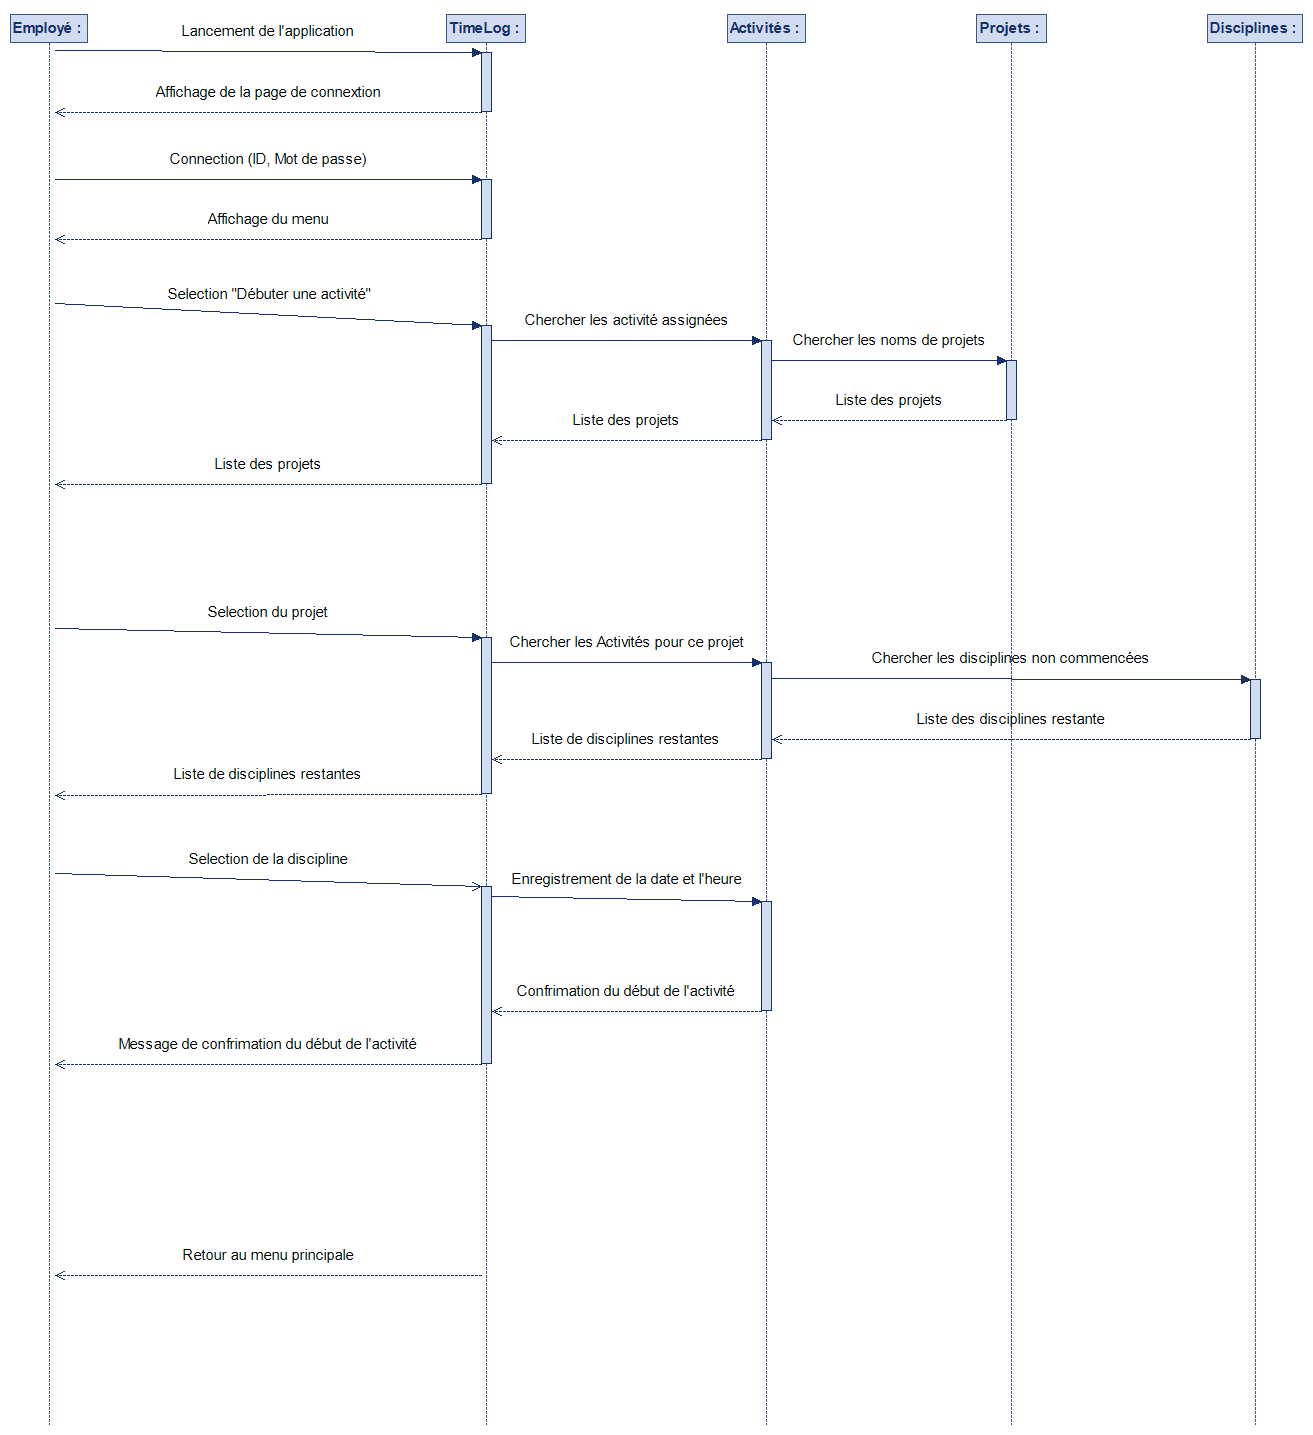 Employé :
TimeLog :
Activités :
Projets :
Disciplines :
Lancement de l'application
Affichage de la page de connextion
Connection (ID, Mot de passe)
Affichage du menu
Selection "Débuter une activité"
Chercher les activité assignées
Chercher les noms de projets
Liste des projets
Liste des projets
Liste des projets
Selection du projet
Chercher les Activités pour ce projet
Chercher les disciplines non commencées
Liste des disciplines restante
Liste de disciplines restantes
Liste de disciplines restantes
Selection de la discipline
Enregistrement de la date et l'heure
Confrimation du début de l'activité
Message de confrimation du début de l'activité
Retour au menu principale